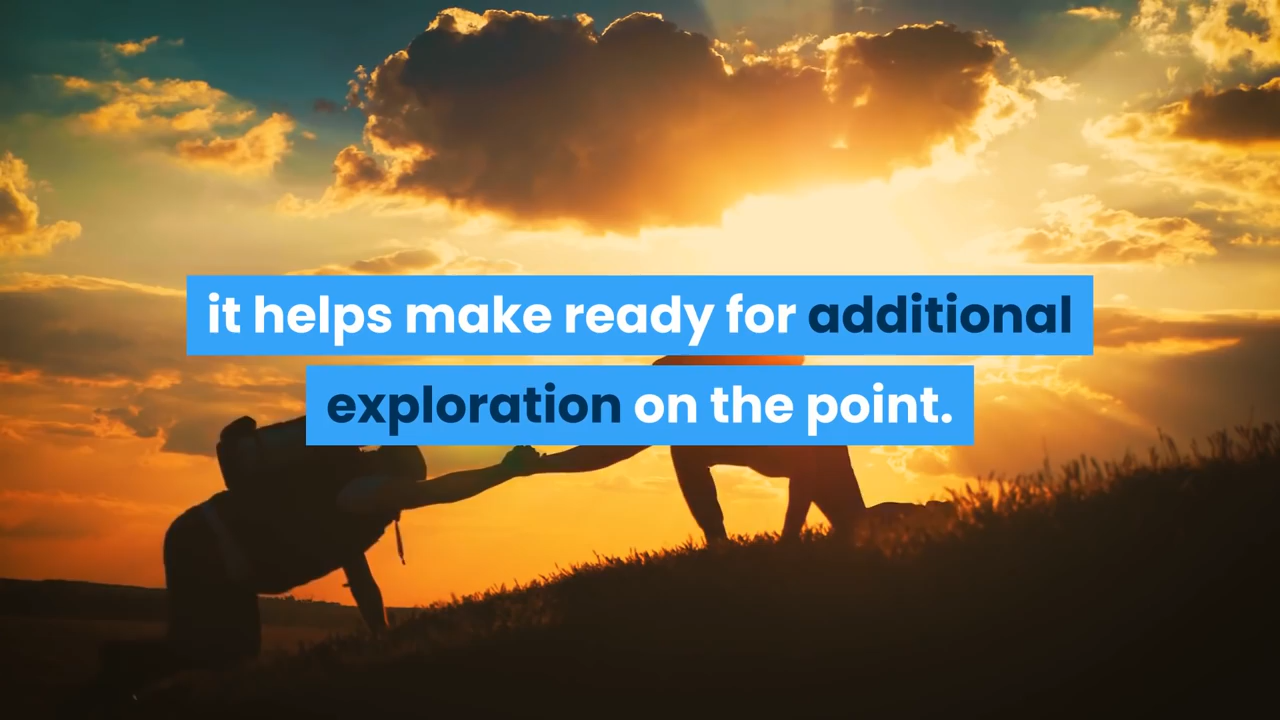 it helps make ready for additional
exploration on the point.